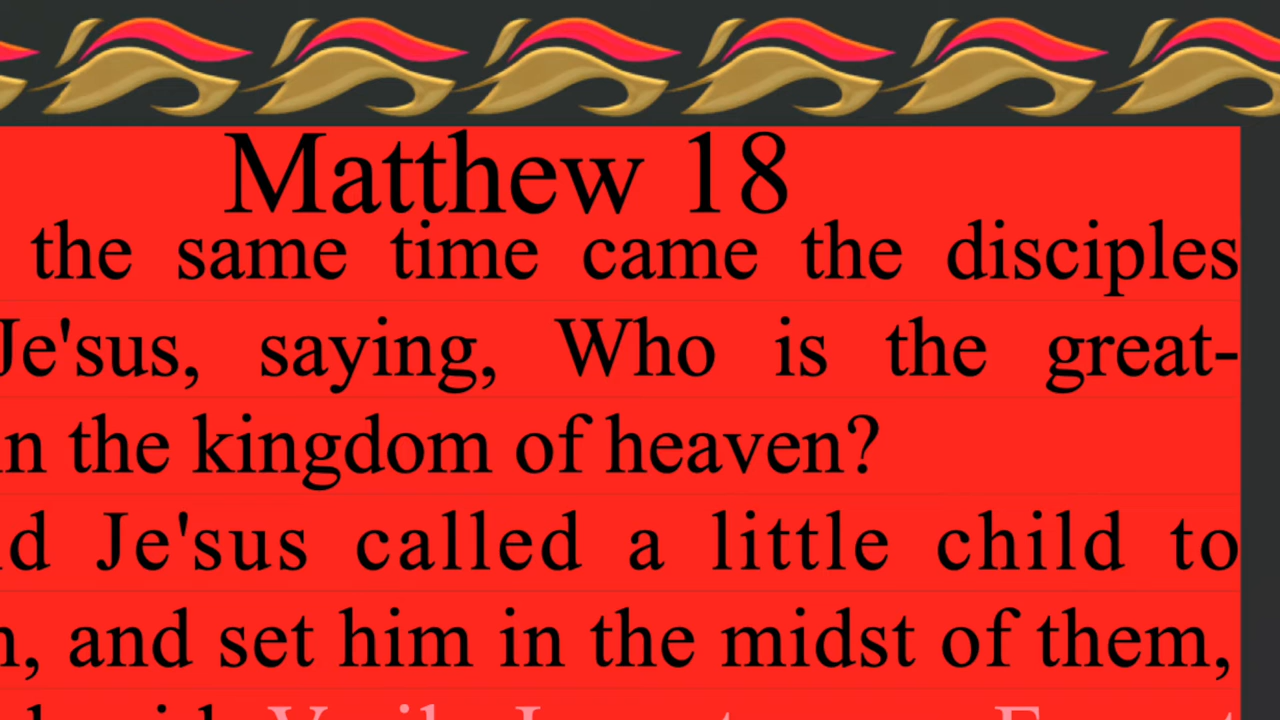 Matthew 18
the same time came the disciples
Je'sus, saying, Who is the great-
in the kingdom of heaven?
Je'sus called a little child to
and set him in the midst of them,